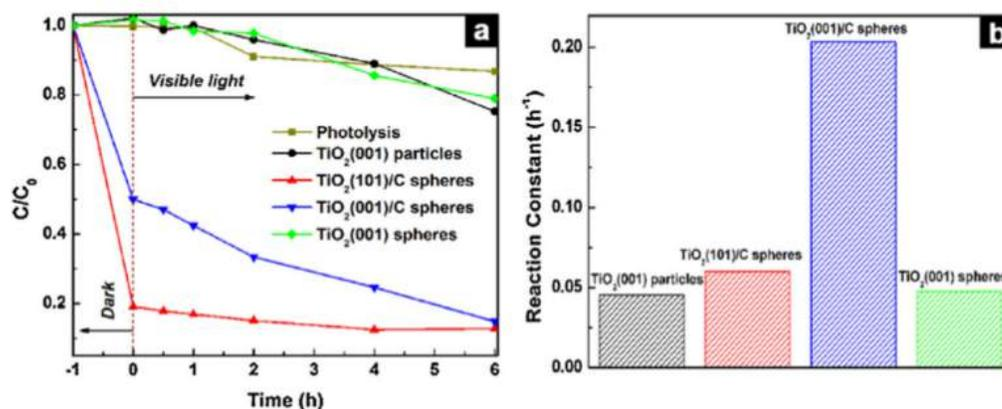 a
1.0
0.8
0.6
0.4
0.2
C/C₀
Visible light
Dark
Photolysis
TiO₂(001) particles
TiO₂(101)/C spheres
TiO₂(001)/C spheres
TiO₂(001) spheres
-1 0 1 2 3 4 5 6
Time (h)
b
0.20
0.15
0.10
0.05
0.00
Reaction Constant (h⁻¹)
TiO₂(001)/C spheres
TiO₂(101)/C spheres
TiO₂(001) particles
TiO₂(001) spheres